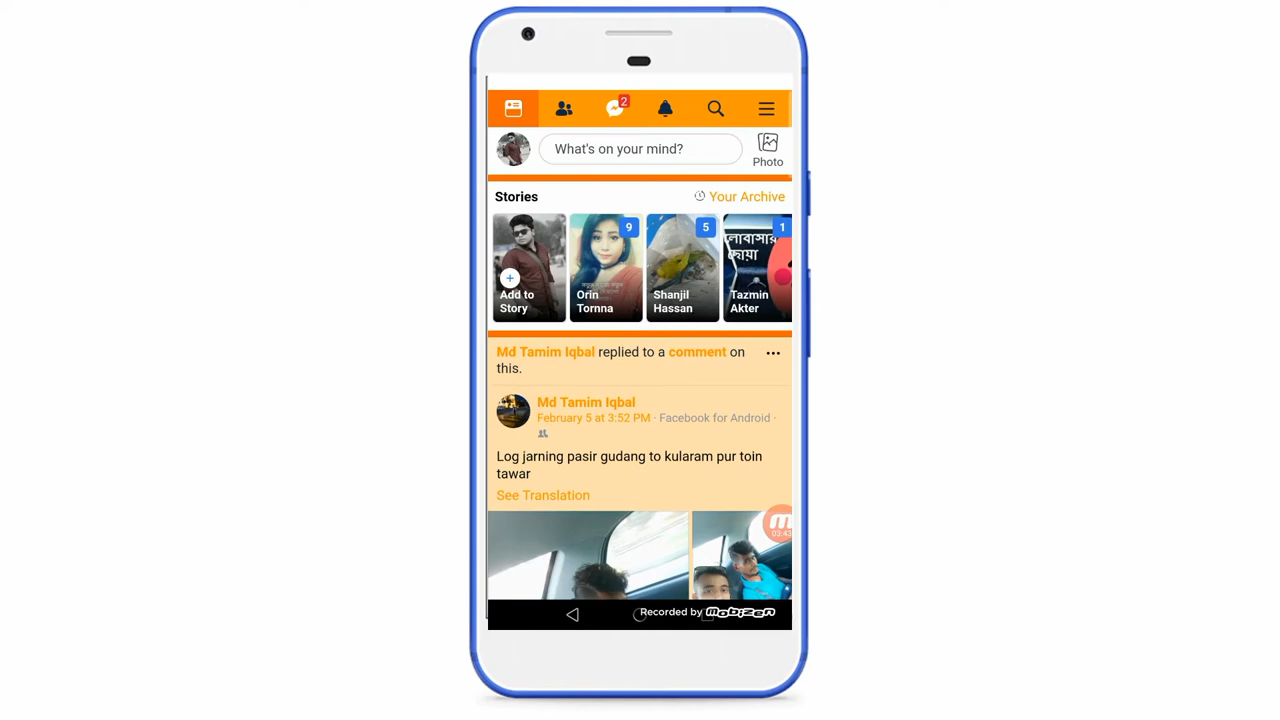 2
What's on your mind?
Photo
Stories
Your Archive
9
5
1
লোবাসার
ছোয়া
Add to
Story
Orin
Tornna
Shanjil
Hassan
Tazmin
Akter
Md Tamim Iqbal replied to a comment on
this.
Md Tamim Iqbal
February 5 at 3:52 PM · Facebook for Android ·
Log jarning pasir gudang to kularam pur toin
tawar
See Translation
03:43
Recorded by mobizen